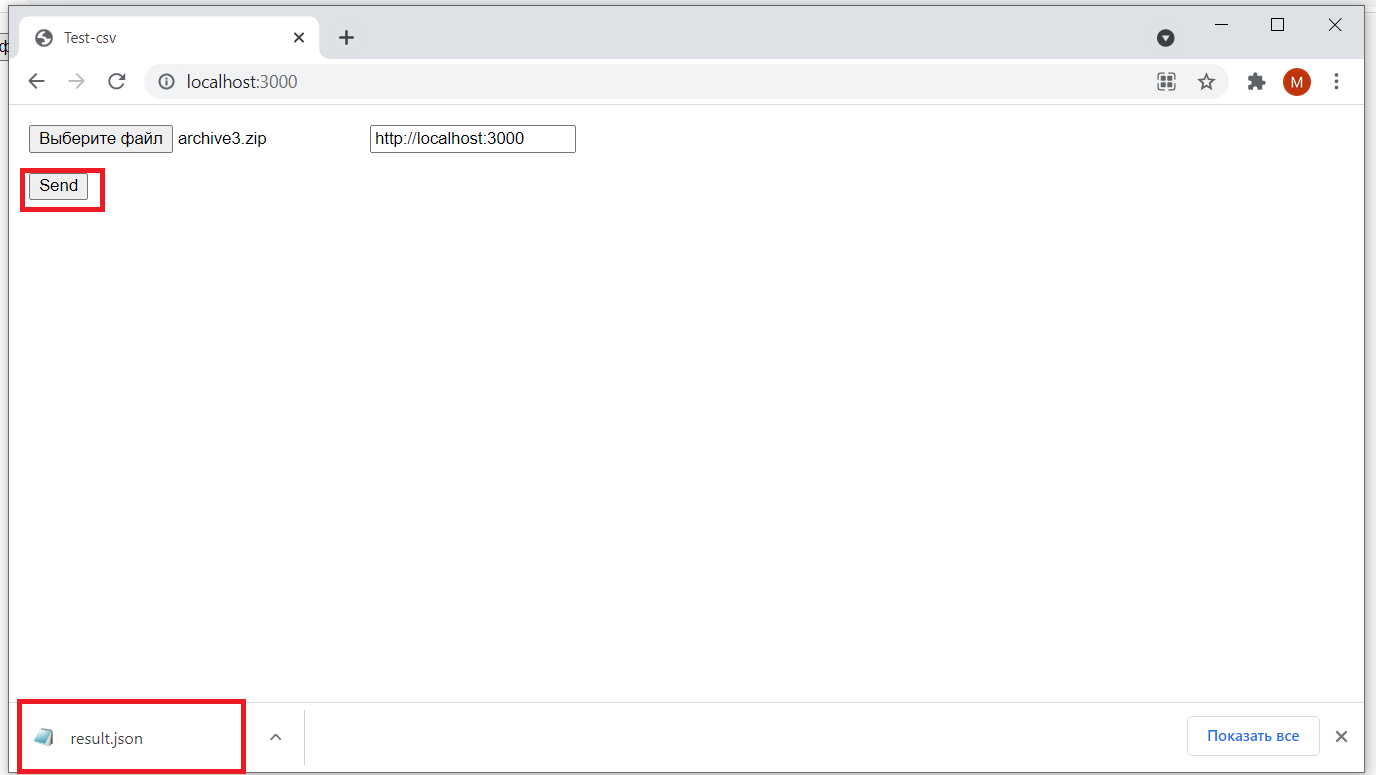 Test-csv
localhost:3000
M
Выберите файл archive3.zip http://localhost:3000
Send
result.json
Показать все